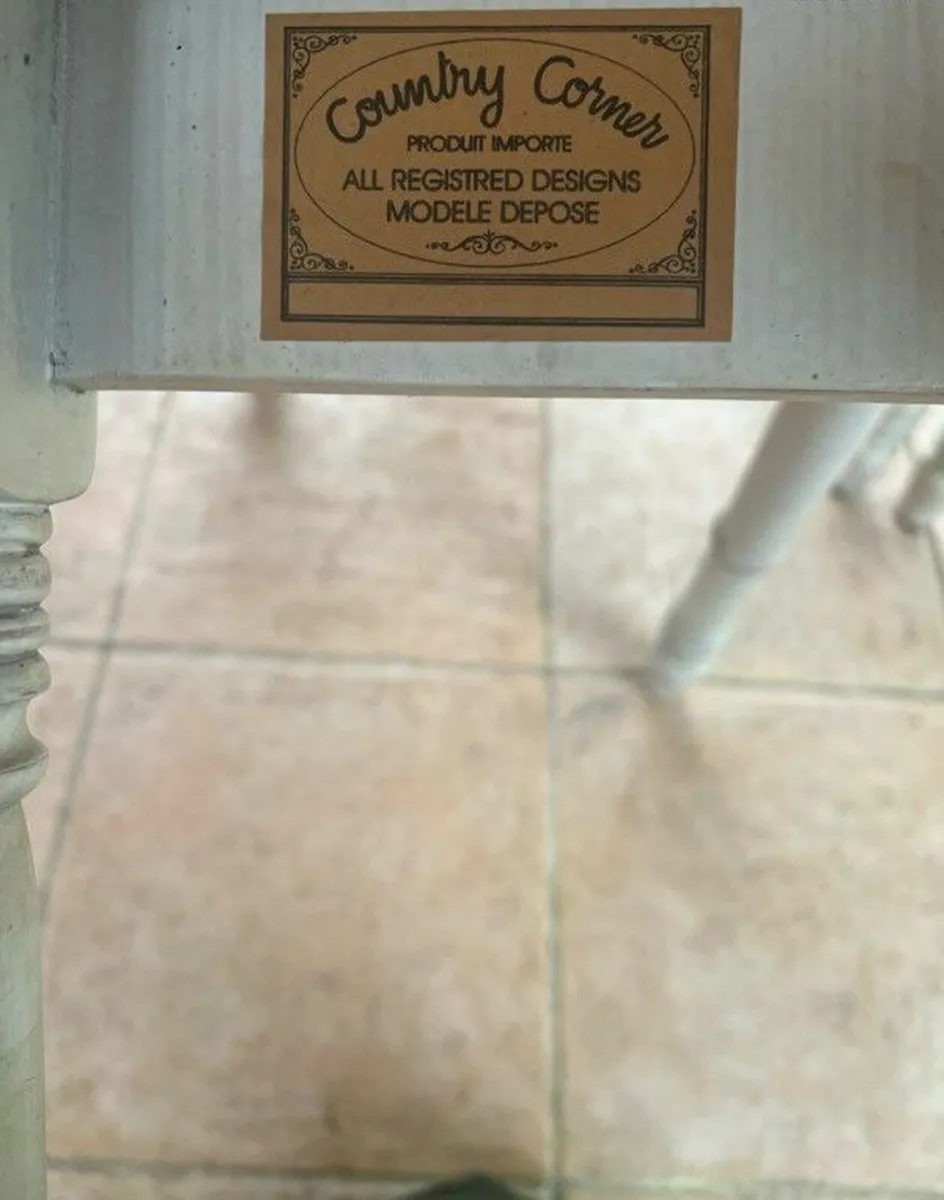 Country Corner
PRODUIT IMPORTE
ALL REGISTRED DESIGNS
MODELE DEPOSE